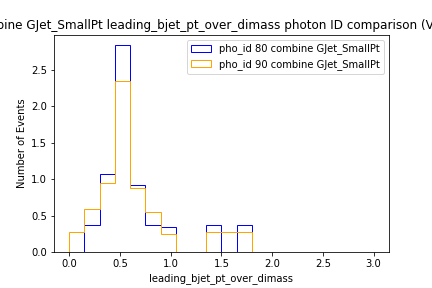 bine GJet_SmallPt leading_bjet_pt_over_dimass photon ID comparison (V
pho_id 80 combine GJet_SmallPt
pho_id 90 combine GJet_SmallPt
Number of Events
2.5
2.0
1.5
1.0
0.5
0.0
0.0 0.5 1.0 1.5 2.0 2.5 3.0
leading_bjet_pt_over_dimass